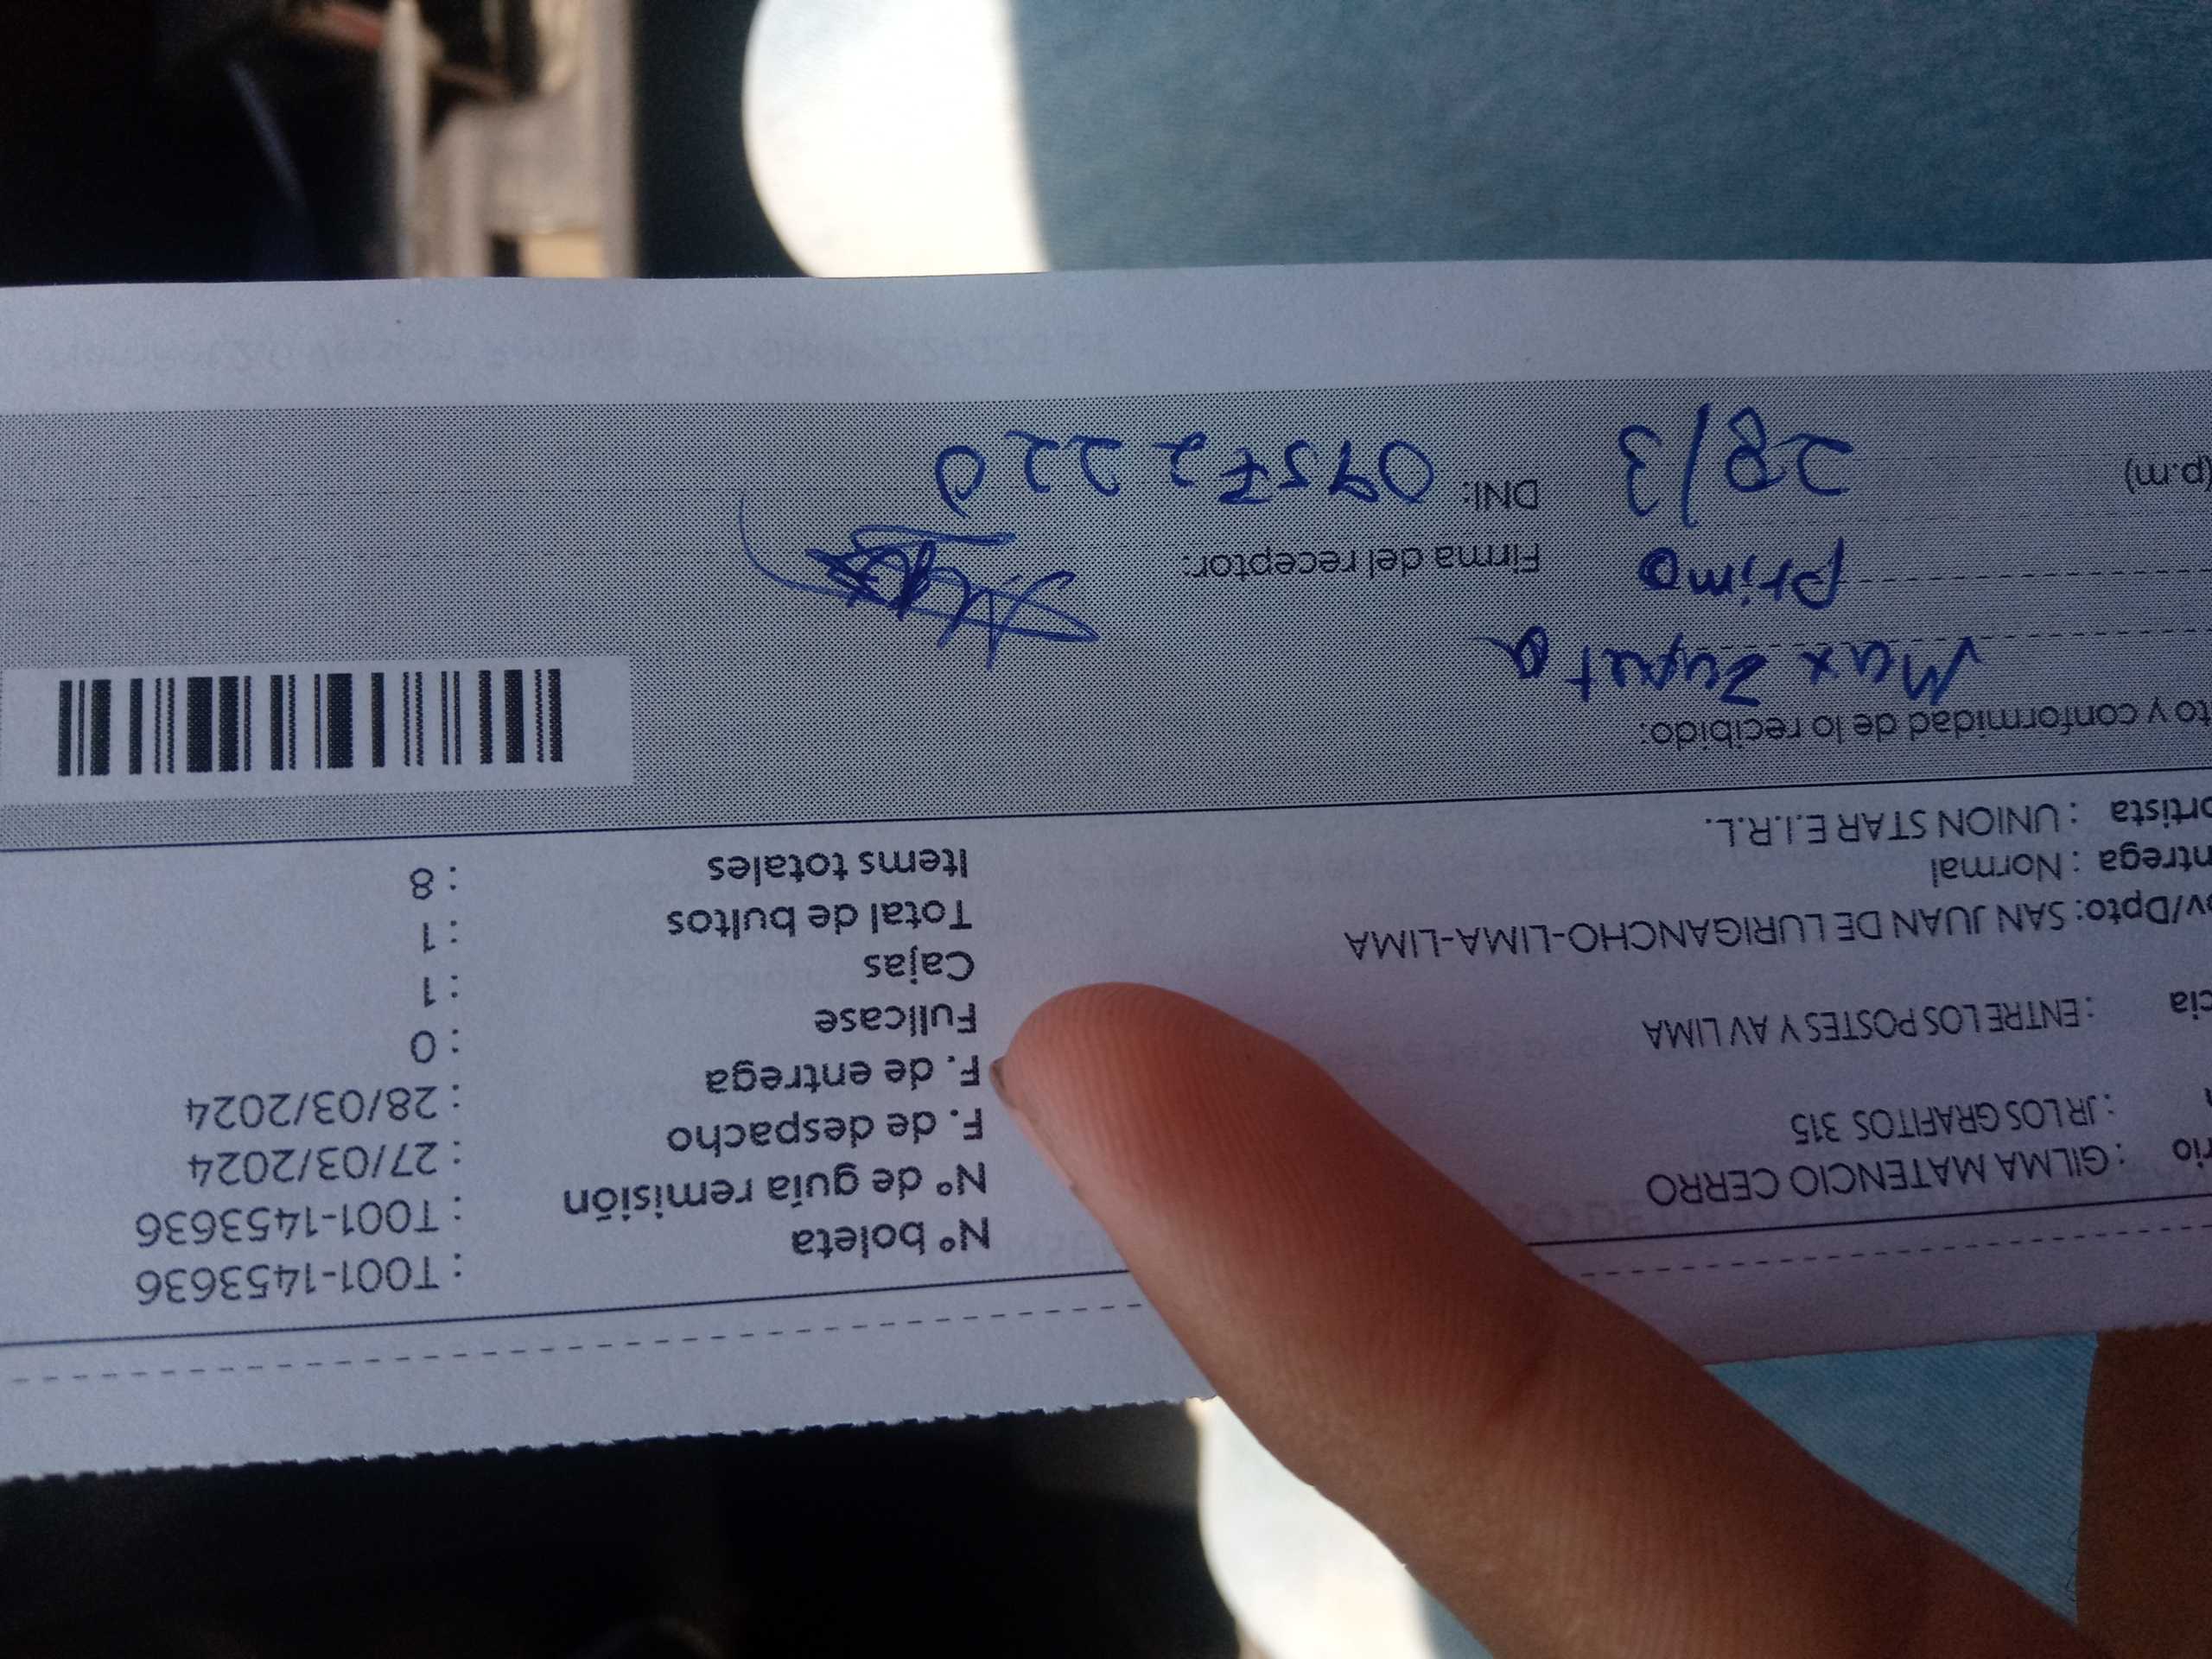 N° boleta : T001-1453636
N° de guía remisión : T001-1453636
F. de despacho : 27/03/2024
F. de entrega : 28/03/2024
Fullcase : 0
Cajas : 1
Total de bultos : 1
Items totales : 8
rio : GILMA MATENCIO CERRO
: JR LOS GRAFITOS 315
cia : ENTRE LOS POSTES Y AV LIMA
v/Dpto: SAN JUAN DE LURIGANCHO-LIMA-LIMA
ntrega : Normal
ortista : UNION STAR E.I.R.L.
to y conformidad de lo recibido:
Max Zapata
Primo
28/3
(p.m)
Firma del receptor:
DNI: